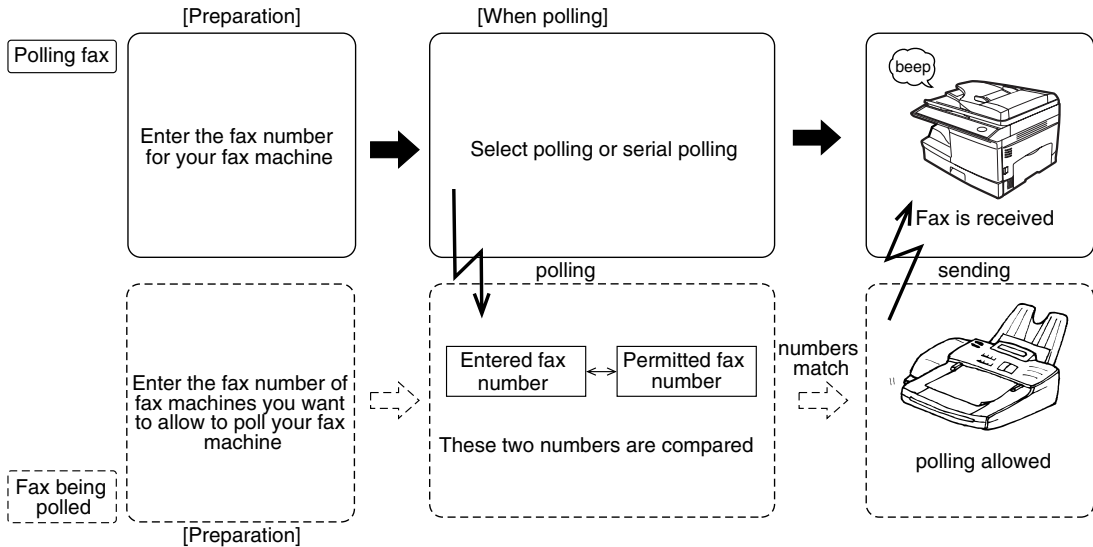 [Preparation]
[When polling]
Polling fax
Enter the fax number
for your fax machine
Select polling or serial polling
beep
Fax is received
polling
sending
Enter the fax number of
fax machines you want
to allow to poll your fax
machine
Entered fax
number
Permitted fax
number
These two numbers are compared
numbers
match
polling allowed
Fax being
polled
[Preparation]